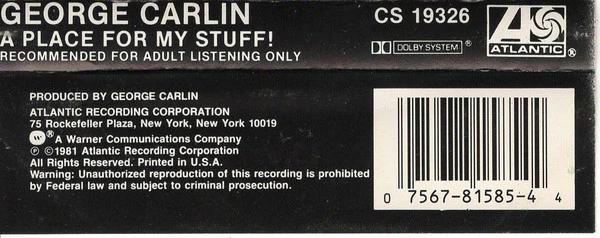 GEORGE CARLIN
A PLACE FOR MY STUFF!
RECOMMENDED FOR ADULT LISTENING ONLY
CS 19326
DOLBY SYSTEM ®
ATLANTIC ®
PRODUCED BY GEORGE CARLIN
ATLANTIC RECORDING CORPORATION
75 Rockefeller Plaza, New York, New York 10019
® A Warner Communications Company
℗ ©1981 Atlantic Recording Corporation
All Rights Reserved. Printed in U.S.A.
Warning: Unauthorized reproduction of this recording is prohibited
by Federal law and subject to criminal prosecution.
0 7567-81585-4 4